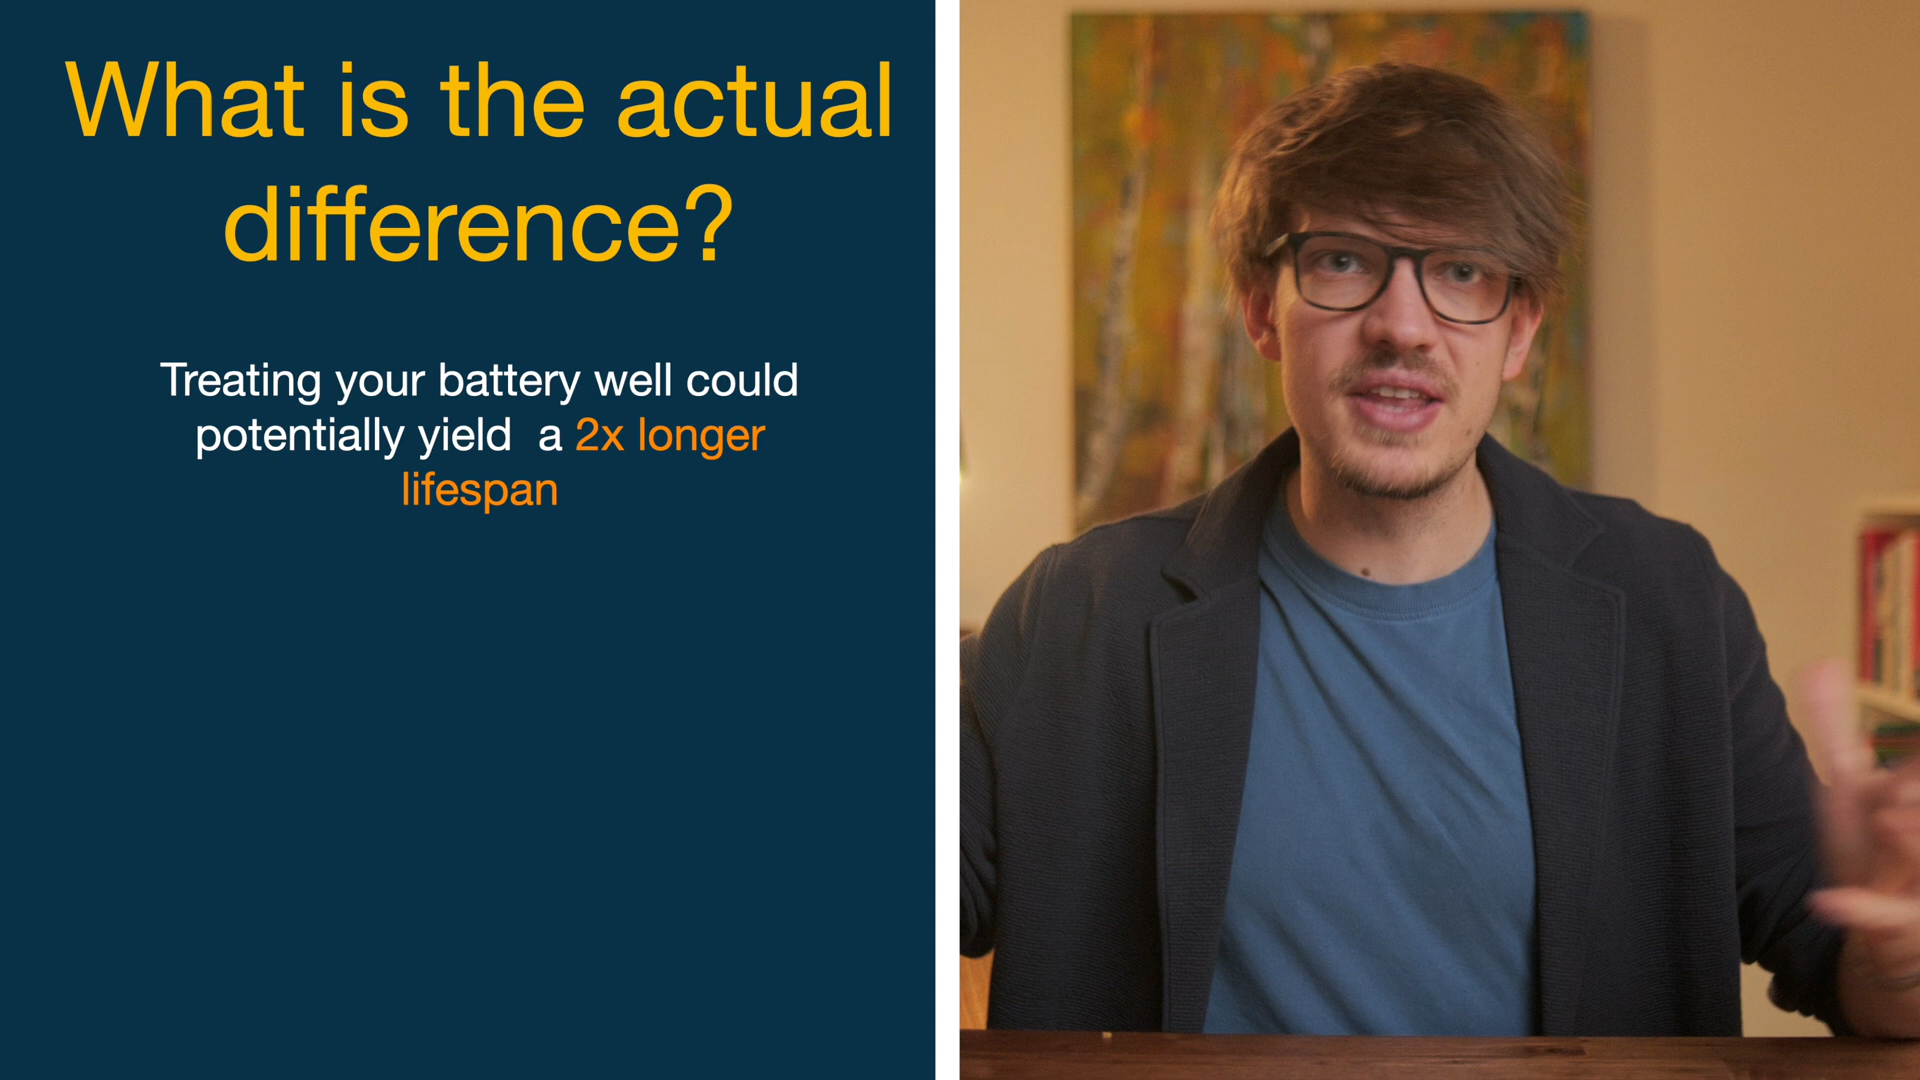 What is the actual
difference?
Treating your battery well could
potentially yield  a 2x longer
lifespan